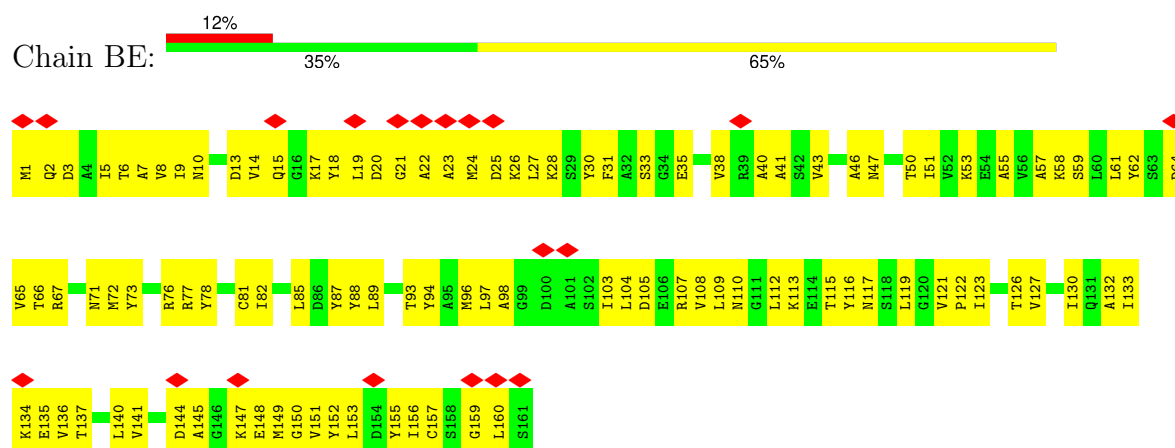 12%
Chain BE:
35% 65%
M1 Q2 D3 A4 I5 T6 A7 V8 I9 N10 D13 V14 Q15 G16 K17 Y18 L19 D20 G21 A22 A23 M24 D25 K26 L27 K28 S29 Y30 F31 A32 S33 G34 E35 V38 R39 A40 A41 S42 V43 A46 N47 T50 I51 V52 K53 E54 A55 V56 A57 K58 S59 L60 L61 Y62 S63
V65 T66 R67 N71 M72 Y73 R76 R77 Y78 C81 I82 L85 D86 Y87 Y88 L89 T93 Y94 A95 M96 L97 A98 G99 D100 A101 S102 I103 L104 D105 E106 R107 V108 L109 N110 G111 L112 K113 E114 T115 Y116 N117 S118 L119 G120 V121 P122 I123 T126 V127 I130 Q131 A132 I133
K134 E135 V136 T137 L140 V141 D144 A145 G146 K147 E148 M149 G150 V151 Y152 L153 D154 Y155 I156 C157 S158 G159 L160 S161